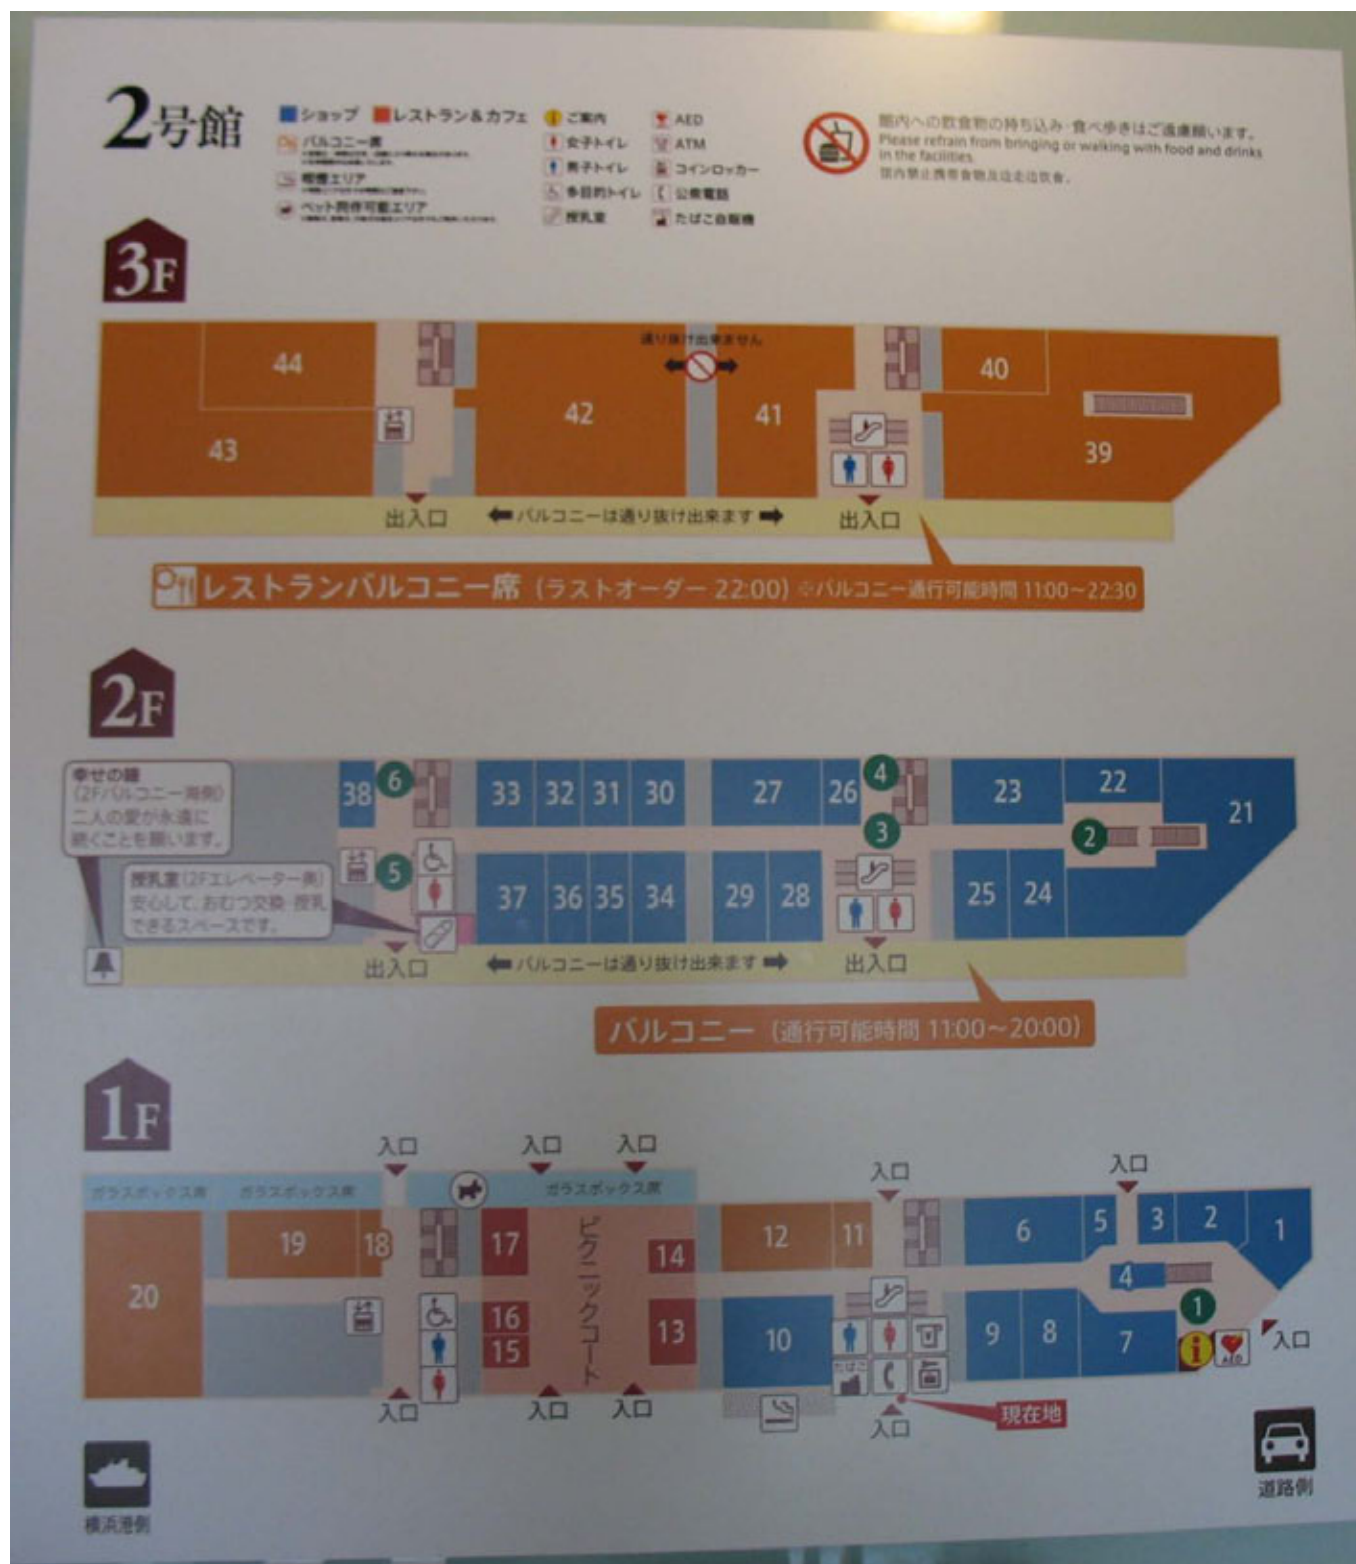 2号館
ショップ レストラン&カフェ
バルコニー席
喫煙エリア
ペット同伴可能エリア
ご案内
女子トイレ
男子トイレ
多目的トイレ
授乳室
AED
ATM
コインロッカー
公衆電話
たばこ自販機
館内への飲食物の持ち込み・食べ歩きはご遠慮願います。
Please refrain from bringing or walking with food and drinks
in the facilities.
3F
通り抜け出来ません
44
43
42
41
40
39
出入口
バルコニーは通り抜け出来ます
出入口
レストランバルコニー席 (ラストオーダー 22:00) ※バルコニー通行可能時間 11:00~22:30
2F
幸せの鐘
(2Fバルコニー海側)
二人の愛が永遠に
続くことを願います。
授乳室(2Fエレベーター奥)
安心して、おむつ交換・授乳
できるスペースです。
38
6
33
32
31
30
27
26
4
23
22
21
3
2
5
37
36
35
34
29
28
25
24
出入口
バルコニーは通り抜け出来ます
出入口
バルコニー (通行可能時間 11:00~20:00)
1F
入口
入口
入口
入口
入口
ガラスボックス席
ガラスボックス席
ガラスボックス席
20
19
18
17
ピクニックコート
14
12
11
6
5
3
2
1
4
16
15
13
10
9
8
7
1
i
AED
たばこ
入口
入口
入口
入口
入口
現在地
横浜港側
道路側